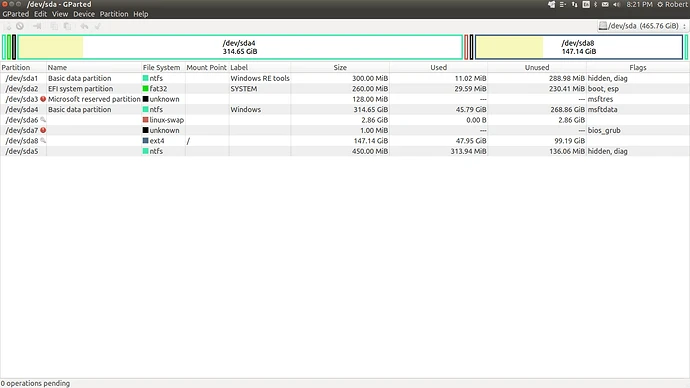 /dev/sda - GParted
8:21 PM Robert
GParted Edit View Device Partition Help
/dev/sda (465.76 GiB)
/dev/sda4
314.65 GiB
/dev/sda8
147.14 GiB
Partition Name File System Mount Point Label Size Used Unused Flags
/dev/sda1 Basic data partition ntfs Windows RE tools 300.00 MiB 11.02 MiB 288.98 MiB hidden, diag
/dev/sda2 EFI system partition fat32 SYSTEM 260.00 MiB 29.59 MiB 230.41 MiB boot, esp
/dev/sda3 Microsoft reserved partition unknown 128.00 MiB --- --- msftres
/dev/sda4 Basic data partition ntfs Windows 314.65 GiB 45.79 GiB 268.86 GiB msftdata
/dev/sda6 linux-swap 2.86 GiB 0.00 B 2.86 GiB
/dev/sda7 unknown 1.00 MiB --- --- bios_grub
/dev/sda8 ext4 / 147.14 GiB 47.95 GiB 99.19 GiB
/dev/sda5 ntfs 450.00 MiB 313.94 MiB 136.06 MiB hidden, diag
0 operations pending